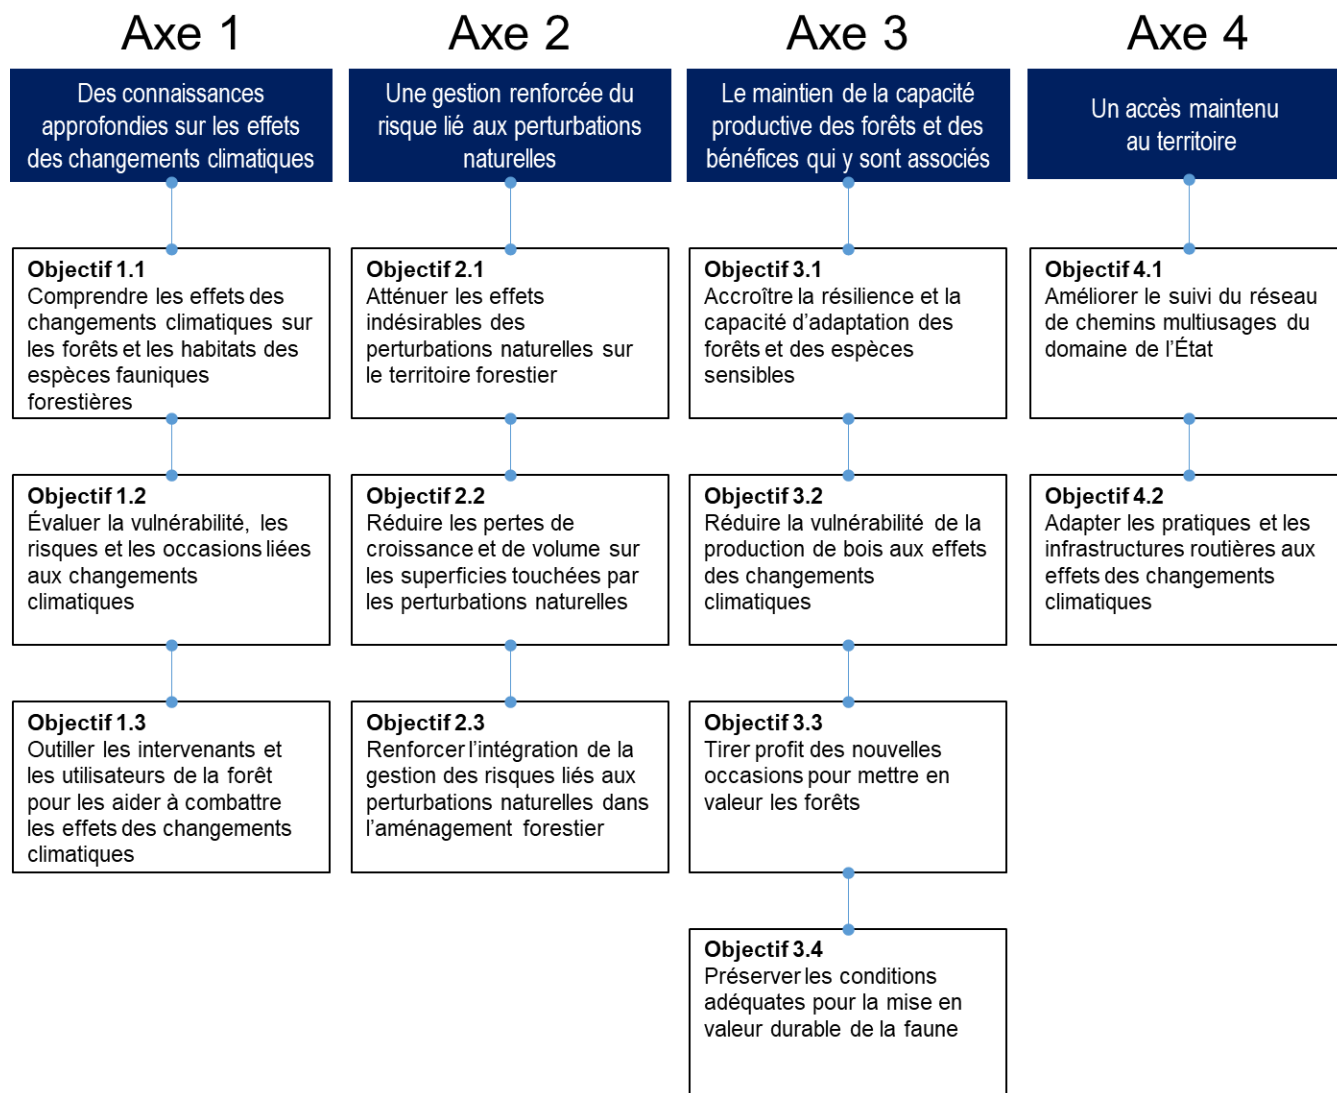 Axe 1
Des connaissances
approfondies sur les effets
des changements climatiques
Objectif 1.1
Comprendre les effets des
changements climatiques sur
les forêts et les habitats des
espèces fauniques
forestières
Objectif 1.2
Évaluer la vulnérabilité, les
risques et les occasions liées
aux changements
climatiques
Objectif 1.3
Outiller les intervenants et
les utilisateurs de la forêt
pour les aider à combattre
les effets des changements
climatiques
Axe 2
Une gestion renforcée du
risque lié aux perturbations
naturelles
Objectif 2.1
Atténuer les effets
indésirables des
perturbations naturelles sur
le territoire forestier
Objectif 2.2
Réduire les pertes de
croissance et de volume sur
les superficies touchées par
les perturbations naturelles
Objectif 2.3
Renforcer l’intégration de la
gestion des risques liés aux
perturbations naturelles dans
l’aménagement forestier
Axe 3
Le maintien de la capacité
productive des forêts et des
bénéfices qui y sont associés
Objectif 3.1
Accroître la résilience et la
capacité d’adaptation des
forêts et des espèces
sensibles
Objectif 3.2
Réduire la vulnérabilité de la
production de bois aux effets
des changements
climatiques
Objectif 3.3
Tirer profit des nouvelles
occasions pour mettre en
valeur les forêts
Objectif 3.4
Préserver les conditions
adéquates pour la mise en
valeur durable de la faune
Axe 4
Un accès maintenu
au territoire
Objectif 4.1
Améliorer le suivi du réseau
de chemins multiusages du
domaine de l’État
Objectif 4.2
Adapter les pratiques et les
infrastructures routières aux
effets des changements
climatiques